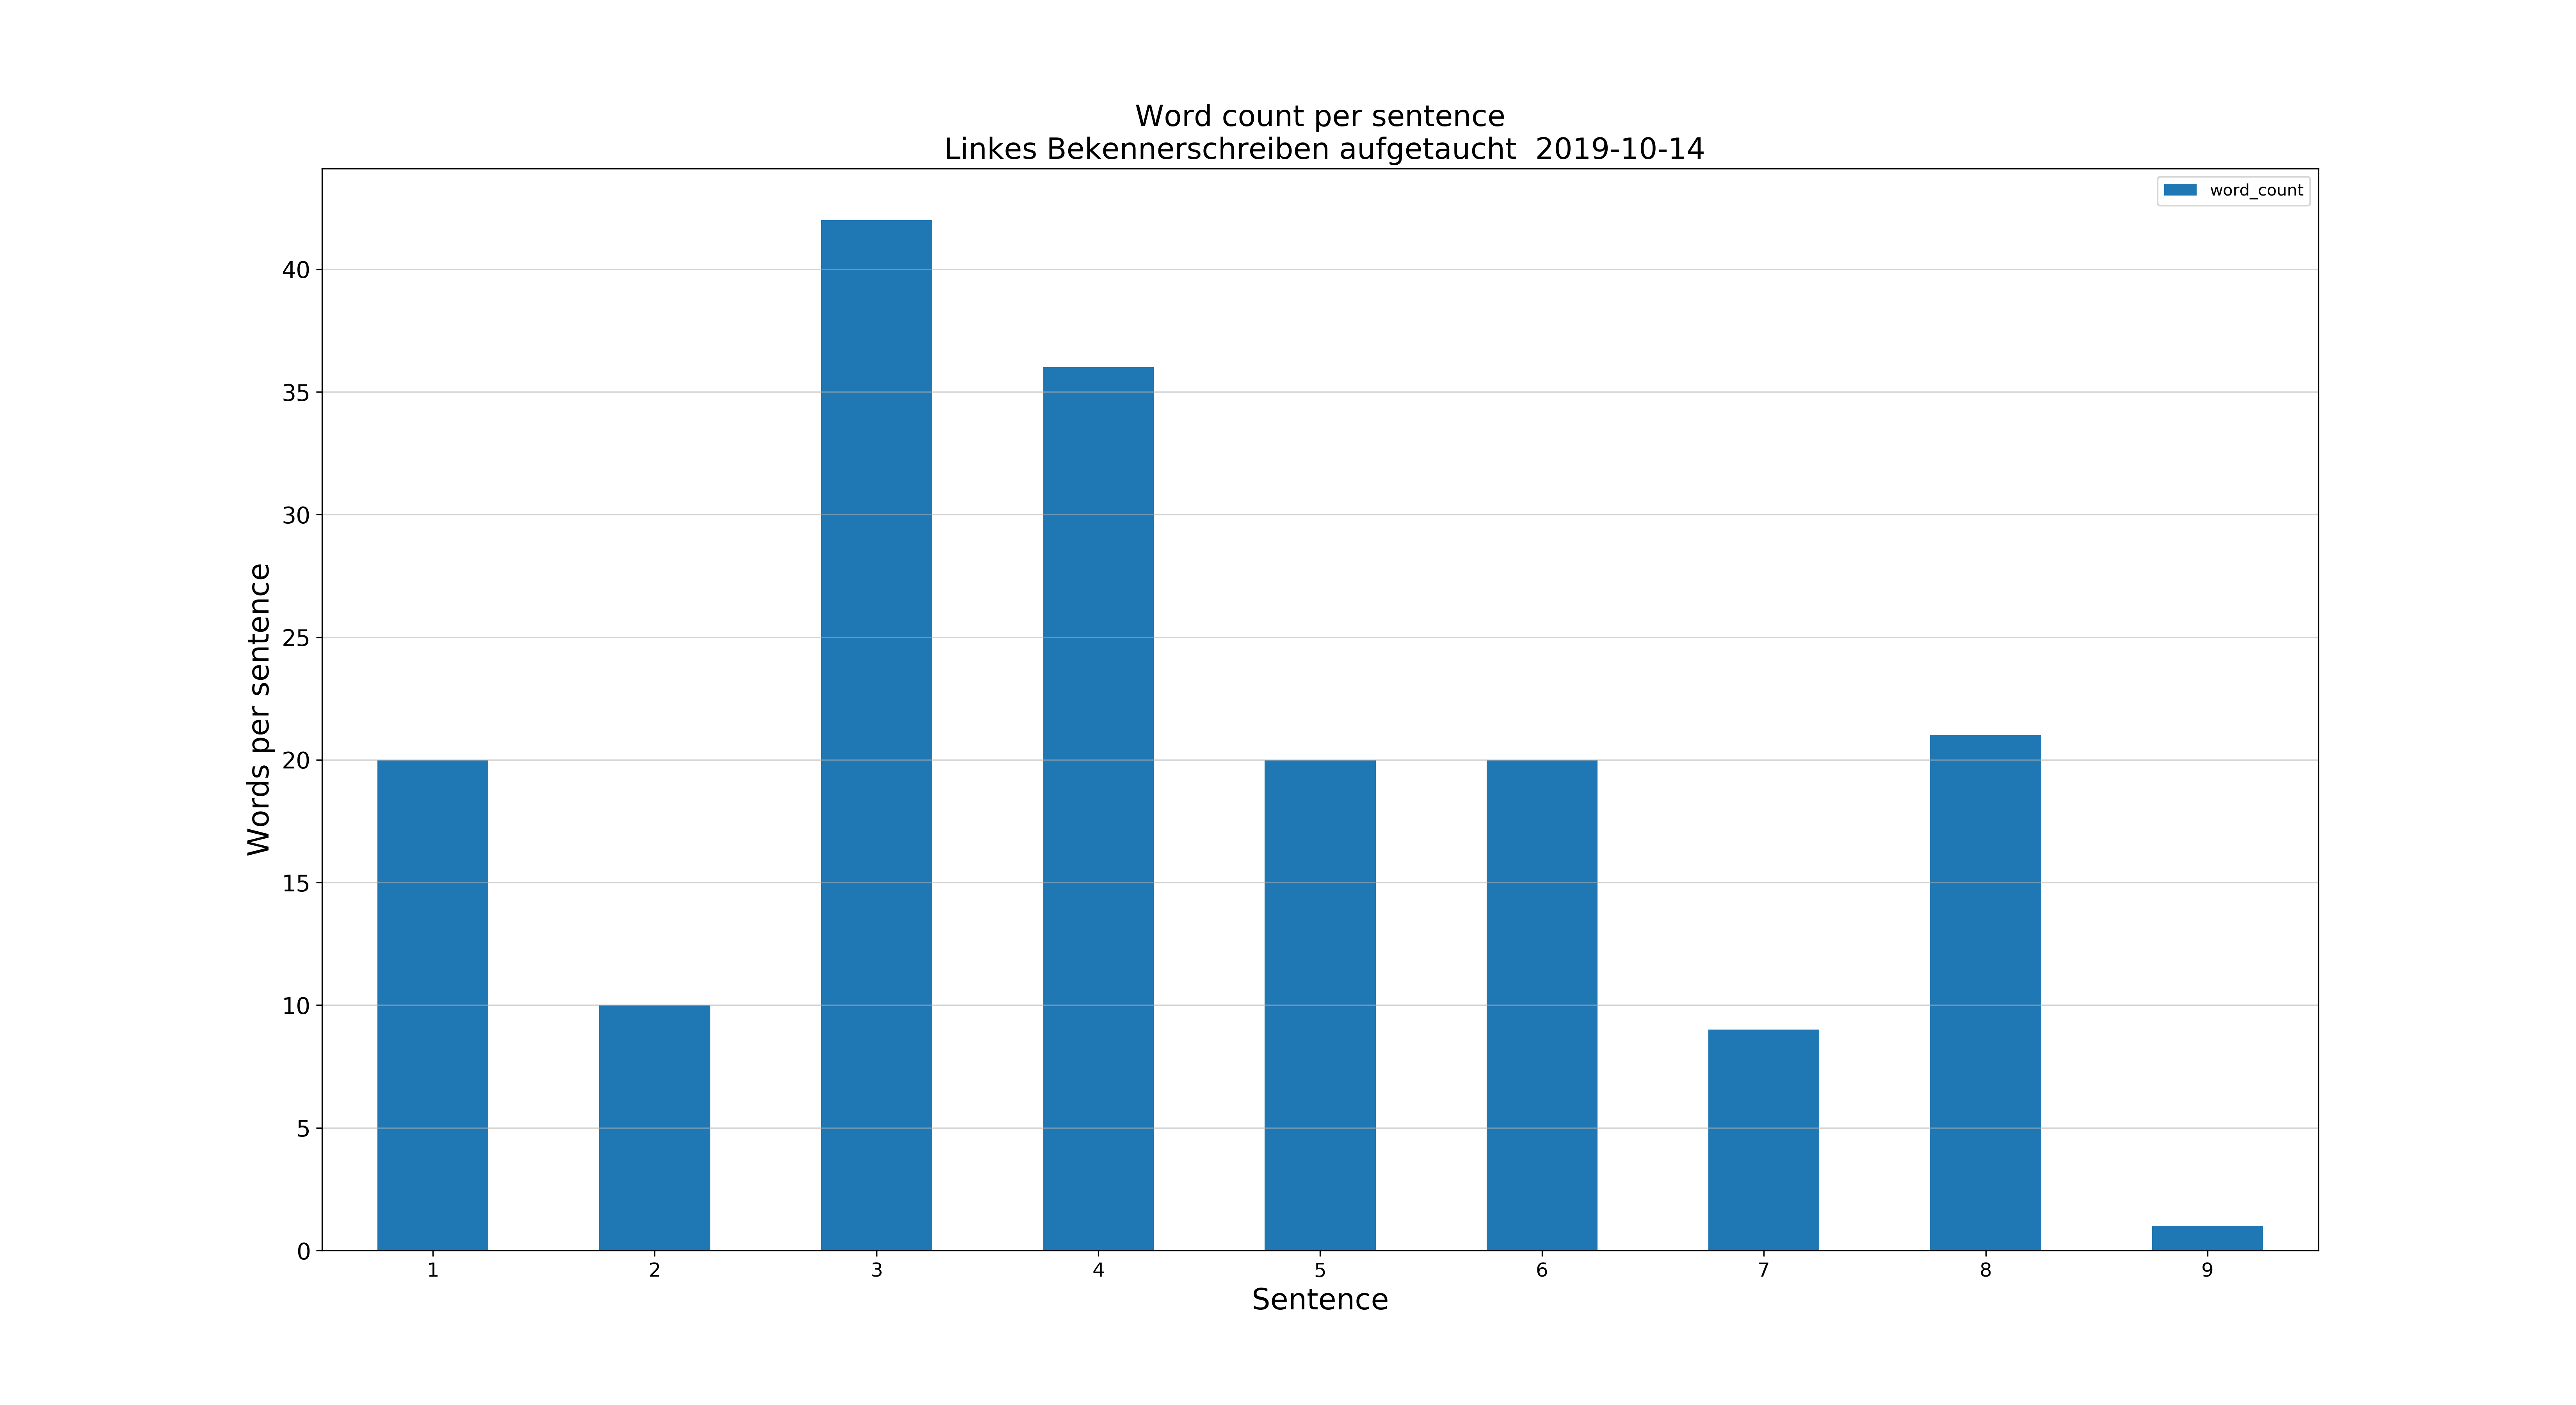 Word count per sentence
Linkes Bekennerschreiben aufgetaucht  2019-10-14
word_count
Words per sentence
40
35
30
25
20
15
10
5
0
1 2 3 4 5 6 7 8 9
Sentence